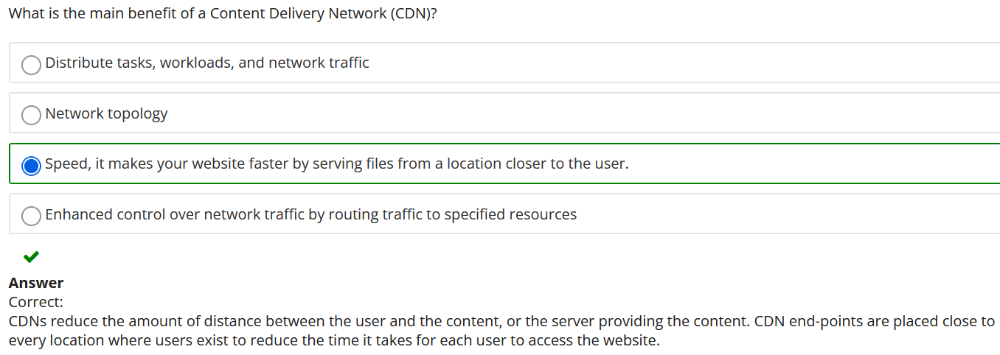 What is the main benefit of a Content Delivery Network (CDN)?
Distribute tasks, workloads, and network traffic
Network topology
Speed, it makes your website faster by serving files from a location closer to the user.
Enhanced control over network traffic by routing traffic to specified resources
Answer
Correct:
CDNs reduce the amount of distance between the user and the content, or the server providing the content. CDN end-points are placed close to
every location where users exist to reduce the time it takes for each user to access the website.